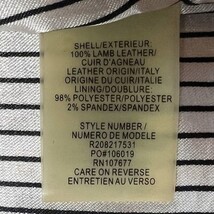 SHELL/EXTERIEUR:
100% LAMB LEATHER/
CUIR D'AGNEAU
LEATHER ORIGIN/ITALY
ORIGINE DU CUIR/ITALIE
LINING/DOUBLURE:
98% POLYESTER/POLYESTER
2% SPANDEX/SPANDEX
STYLE NUMBER/
NUMERO DE MODELE
R208217531
PO#106019
RN107677
CARE ON REVERSE
ENTRETIEN AU VERSO